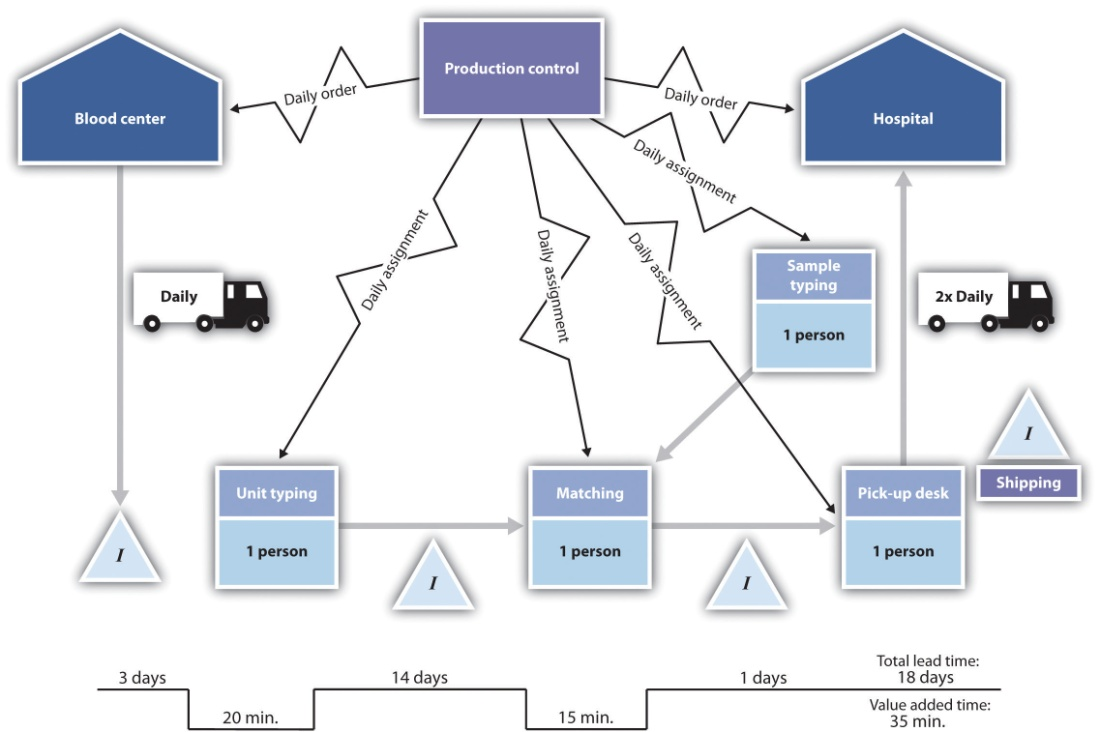 Production control
Blood center
Daily order
Daily order
Hospital
Daily assignment
Daily assignment
Daily assignment
Daily assignment
Sample
typing
1 person
Daily
2x Daily
I
Shipping
Unit typing
1 person
Matching
1 person
Pick-up desk
1 person
I
I
I
3 days
20 min.
14 days
15 min.
1 days
Total lead time:
18 days
Value added time:
35 min.